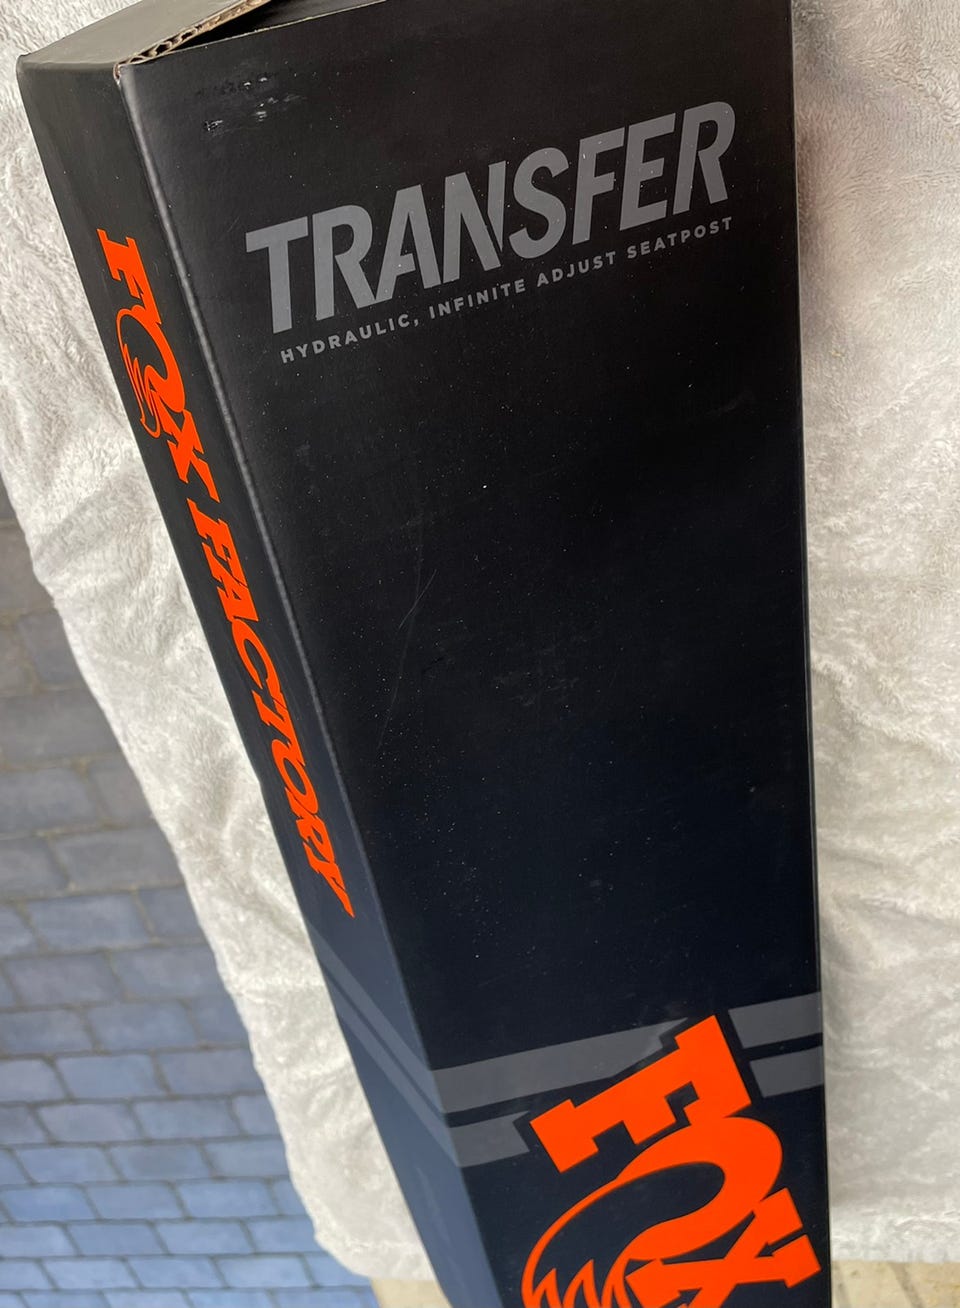 TRANSFER
HYDRAULIC, INFINITE ADJUST SEATPOST
FOX FACTORY
FOX